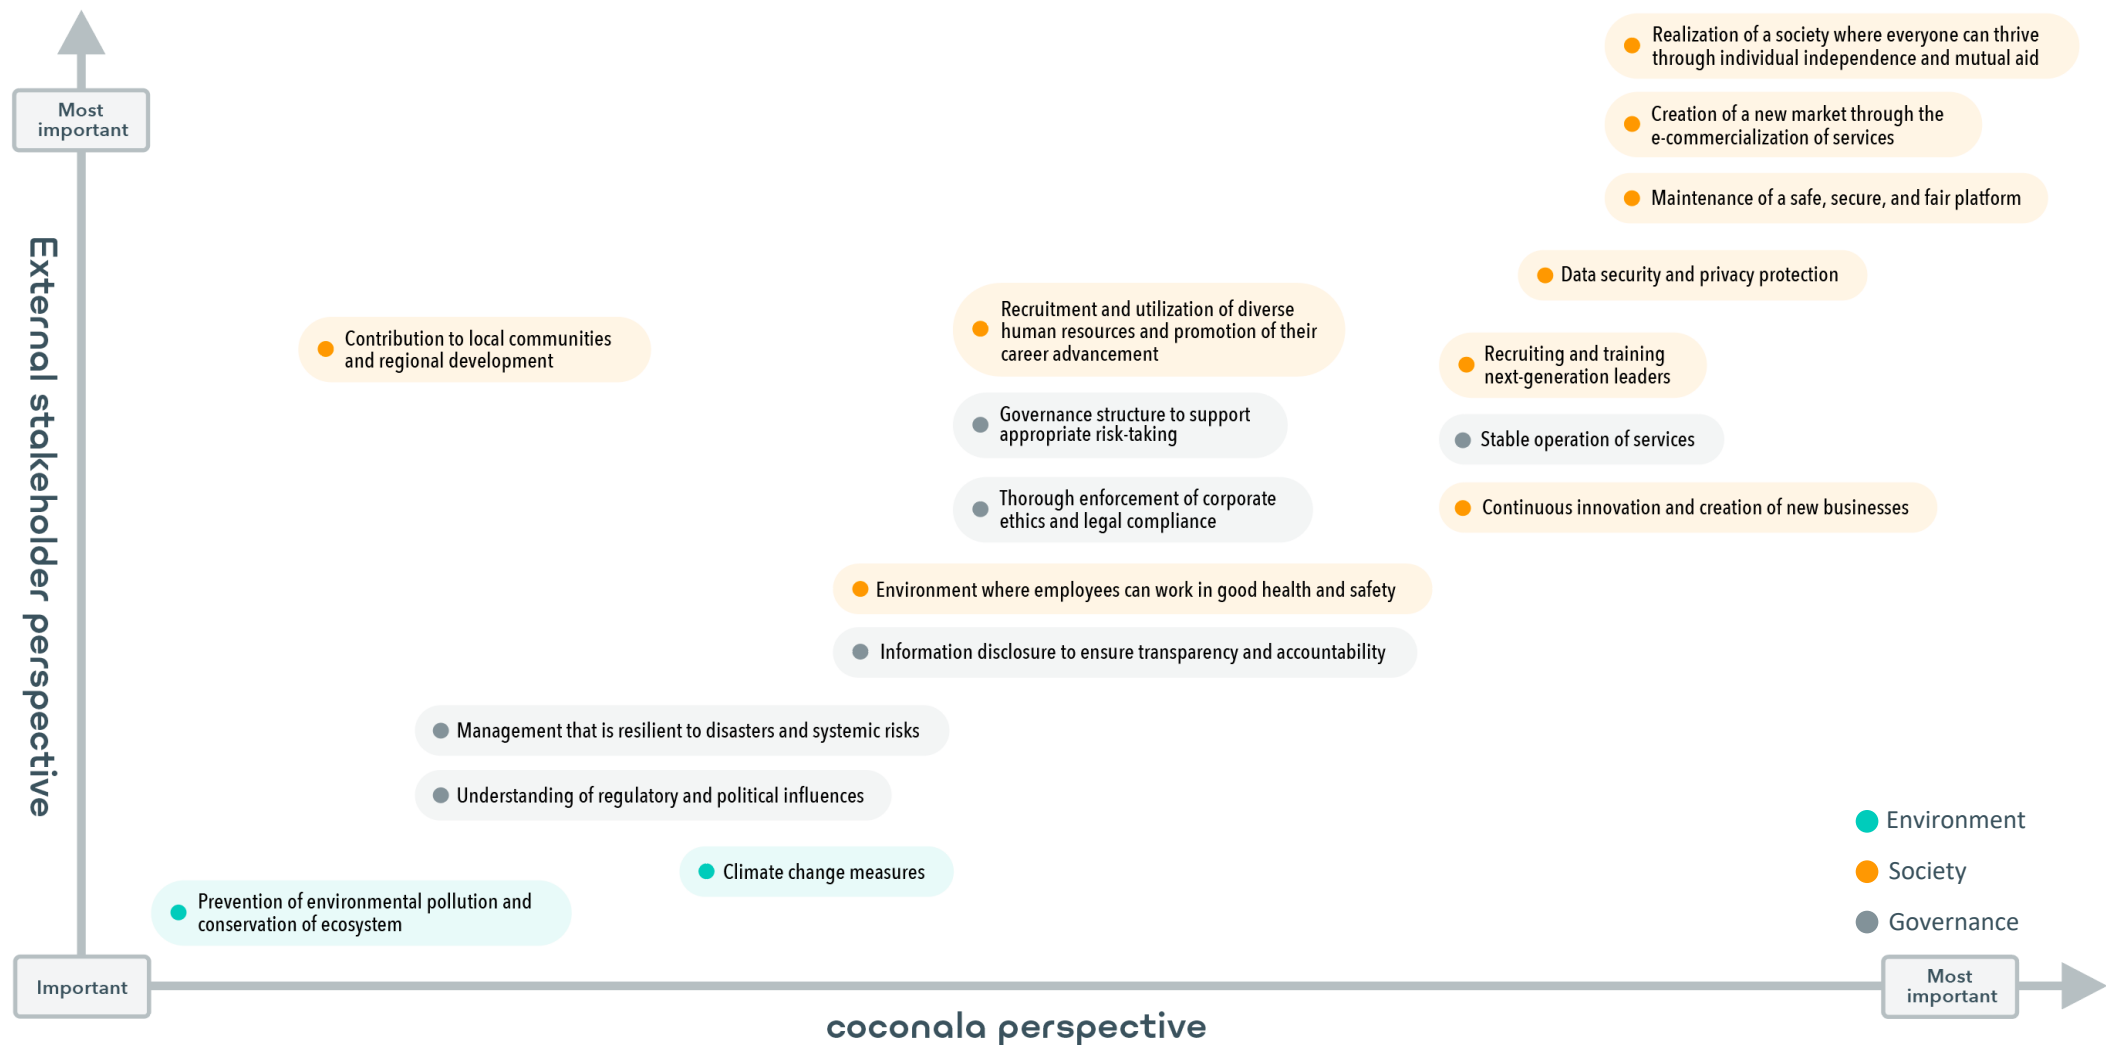 Most
important
External stakeholder perspective
Realization of a society where everyone can thrive
through individual independence and mutual aid
Creation of a new market through the
e-commercialization of services
Maintenance of a safe, secure, and fair platform
Data security and privacy protection
Contribution to local communities
and regional development
Recruitment and utilization of diverse
human resources and promotion of their
career advancement
Recruiting and training
next-generation leaders
Governance structure to support
appropriate risk-taking
Stable operation of services
Thorough enforcement of corporate
ethics and legal compliance
Continuous innovation and creation of new businesses
Environment where employees can work in good health and safety
Information disclosure to ensure transparency and accountability
Management that is resilient to disasters and systemic risks
Understanding of regulatory and political influences
Climate change measures
Prevention of environmental pollution and
conservation of ecosystem
Environment
Society
Governance
Important
Most
important
coconala perspective